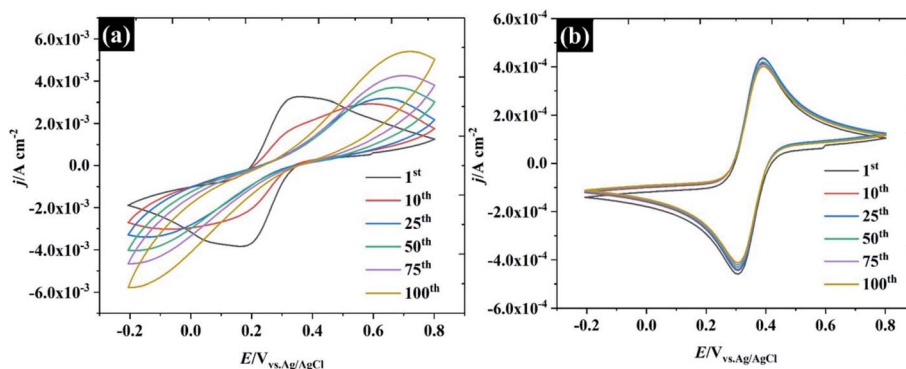 (a)
6.0x10⁻³
4.0x10⁻³
2.0x10⁻³
0.0
-2.0x10⁻³
-4.0x10⁻³
-6.0x10⁻³
j/A cm⁻²
1st
10th
25th
50th
75th
100th
-0.2 0.0 0.2 0.4 0.6 0.8
E/V vs.Ag/AgCl
(b)
6.0x10⁻⁴
4.0x10⁻⁴
2.0x10⁻⁴
0.0
-2.0x10⁻⁴
-4.0x10⁻⁴
-6.0x10⁻⁴
j/A cm⁻²
1st
10th
25th
50th
75th
100th
-0.2 0.0 0.2 0.4 0.6 0.8
E/V vs.Ag/AgCl